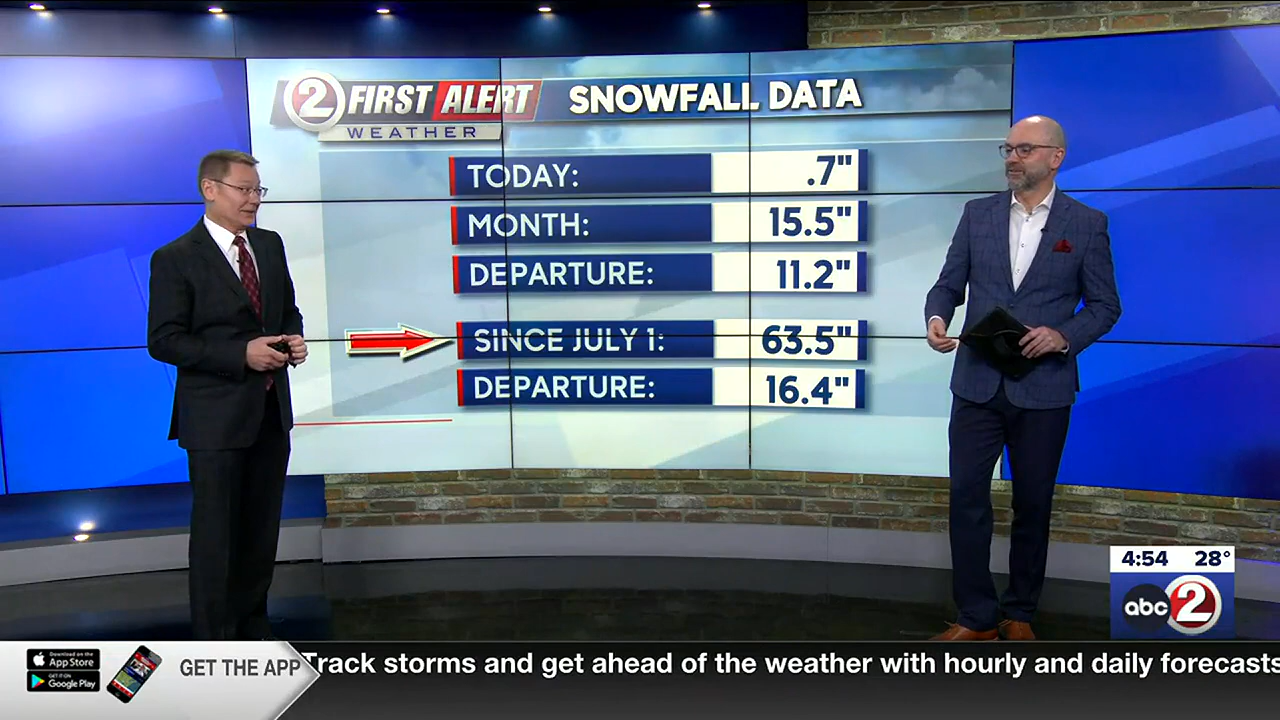 2 FIRST ALERT
WEATHER
SNOWFALL DATA
TODAY: .7"
MONTH: 15.5"
DEPARTURE: 11.2"
SINCE JULY 1: 63.5"
DEPARTURE: 16.4"
4:54 28°
abc 2
Download on the
App Store
GET IT ON
Google Play
GET THE APP
Track storms and get ahead of the weather with hourly and daily forecasts